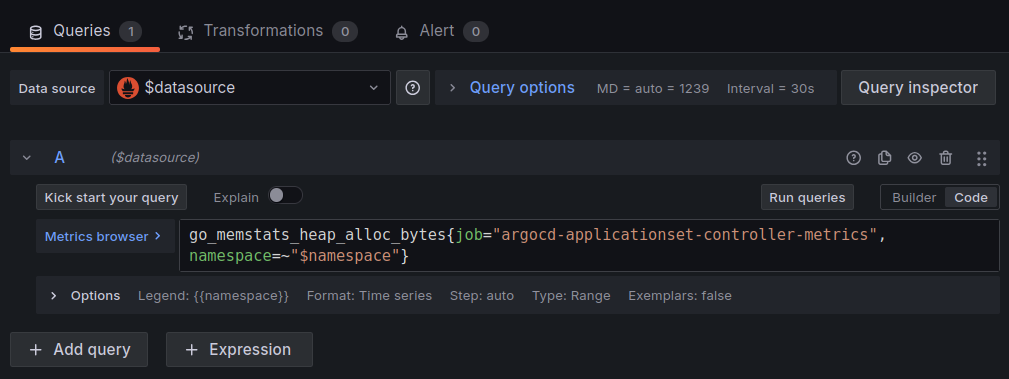 Queries 1 Transformations 0 Alert 0
Data source $datasource Query options MD = auto = 1239 Interval = 30s Query inspector
A ($datasource)
Kick start your query Explain Run queries Builder Code
Metrics browser > go_memstats_heap_alloc_bytes{job="argocd-applicationset-controller-metrics",
namespace=~"$namespace"}
Options Legend: {{namespace}} Format: Time series Step: auto Type: Range Exemplars: false
+ Add query + Expression